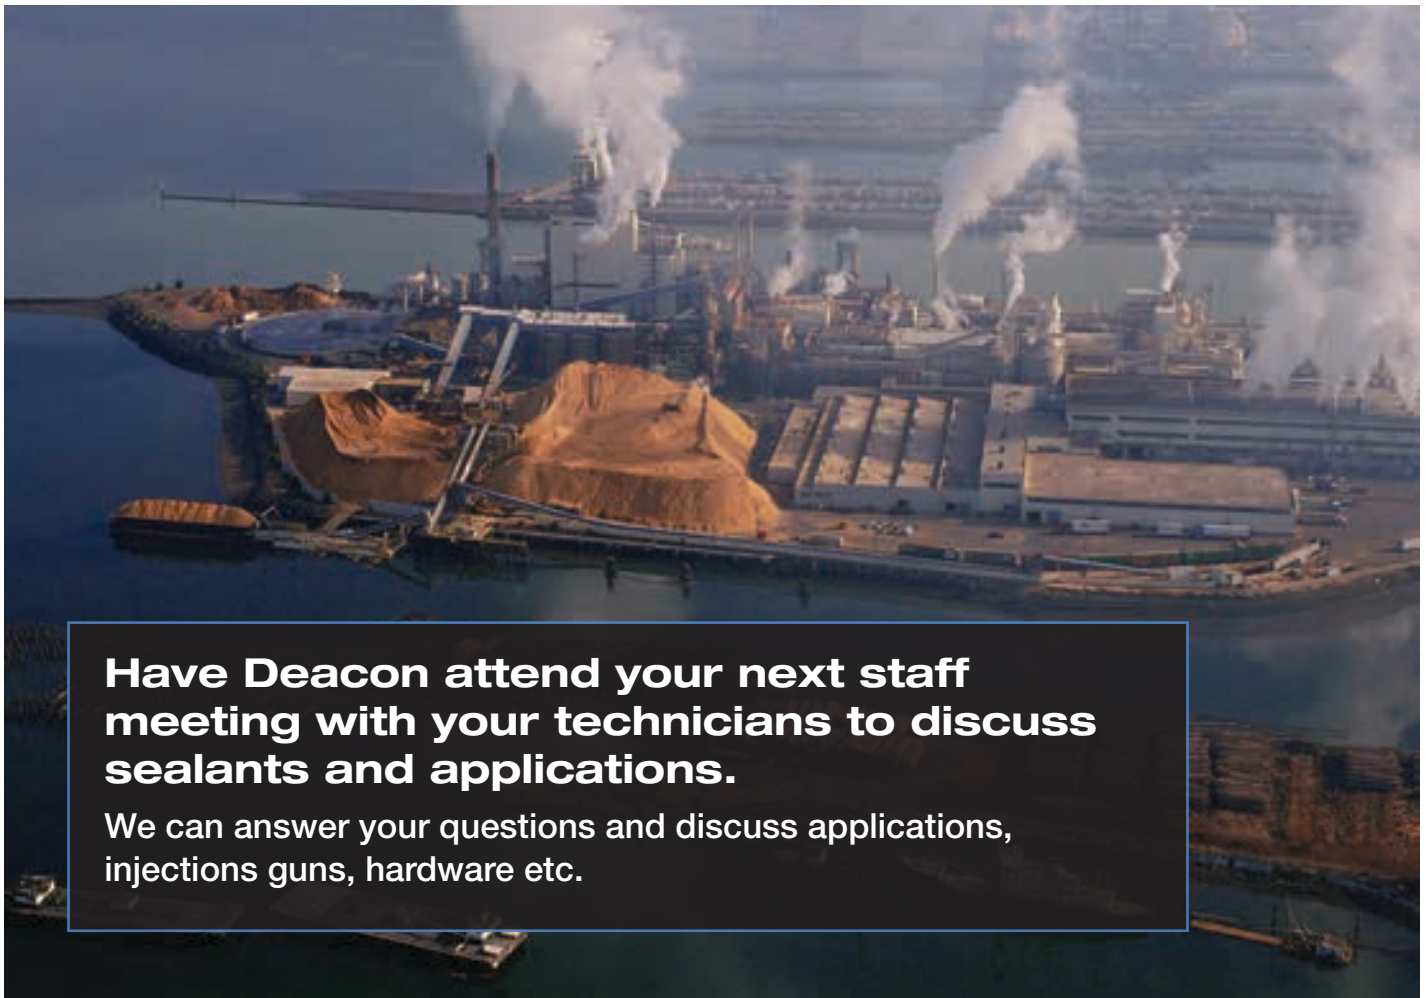 Have Deacon attend your next staff
meeting with your technicians to discuss
sealants and applications.
We can answer your questions and discuss applications,
injections guns, hardware etc.